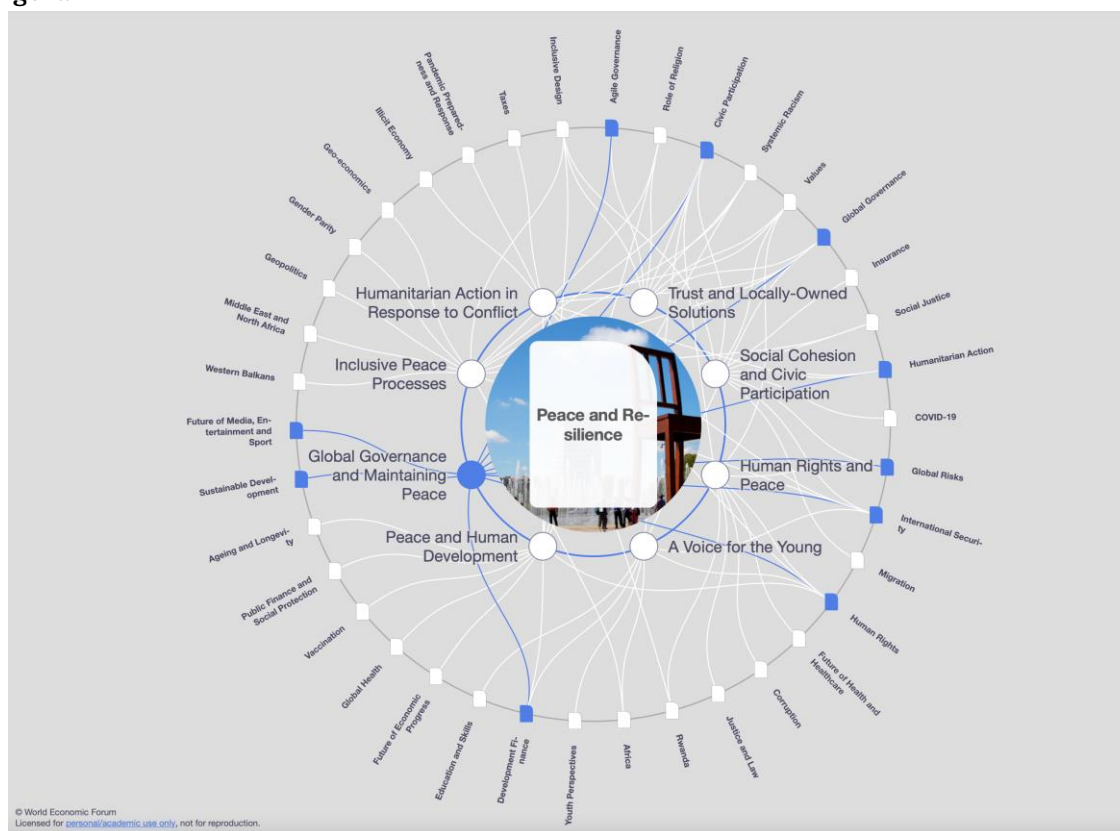 Inclusive Design
Agile Governance
Role of Religion
Civic Participation
Systemic Racism
Values
Global Governance
Insurance
Social Justice
Humanitarian Action
COVID-19
Global Risks
International Securi-
ty
Migration
Human Rights
Future of Health and
Healthcare
Corruption
Justice and Law
Rwanda
Africa
Youth Perspectives
Development Fi-
nance
Education and Skills
Future of Economic
Progress
Global Health
Vaccination
Public Finance and
Social Protection
Ageing and Longevi-
ty
Sustainable Devel-
opment
Future of Media, En-
tertainment and
Sport
Western Balkans
Middle East and
North Africa
Geopolitics
Gender Parity
Geo-economics
Illicit Economy
Pandemic Prepared-
ness and Response
Taxes
Humanitarian Action in
Response to Conflict
Trust and Locally-Owned
Solutions
Inclusive Peace
Processes
Social Cohesion
and Civic
Participation
Peace and Re-
silience
Global Governance
and Maintaining
Peace
Human Rights and
Peace
Peace and Human
Development
A Voice for the Young
© World Economic Forum
Licensed for personal/academic use only, not for reproduction.